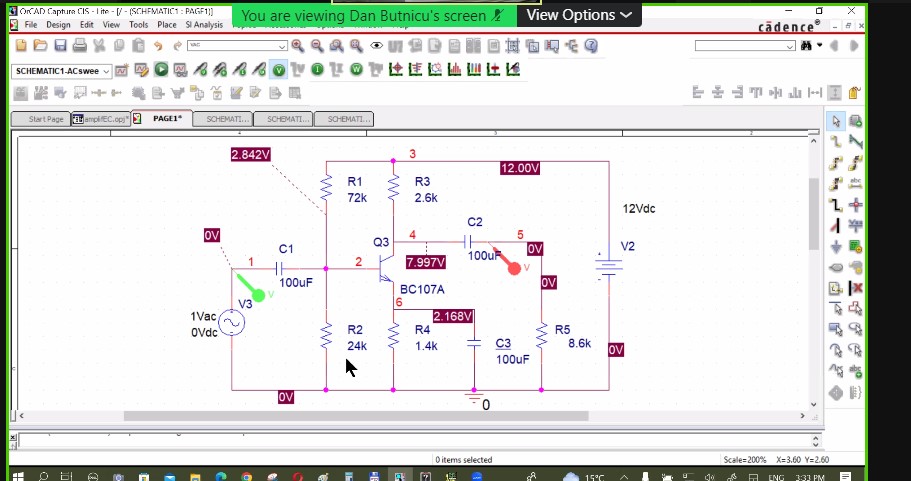 OrCAD Capture CIS - Lite - [/ - (SCHEMATIC1 : PAGE1)]
You are viewing Dan Butnicu's screen
View Options
File Design Edit View Tools Place SI Analysis
cādence®
VAC
SCHEMATIC1-ACswee
Start Page
amplifEC.opj*
PAGE1*
SCHEMATI...
SCHEMATI...
SCHEMATI...
2.842V
3
12.00V
R1
72k
R3
2.6k
12Vdc
0V
C2
Q3
4
5
C1
100uF
0V
V2
1
2
7.997V
V
100uF
V
BC107A
0V
V3
6
1Vac
2.168V
0Vdc
R2
24k
R4
1.4k
C3
100uF
R5
8.6k
0V
0V
0
0 items selected
Scale=200%
X=3.60 Y=2.60
15°C
ENG
3:33 PM